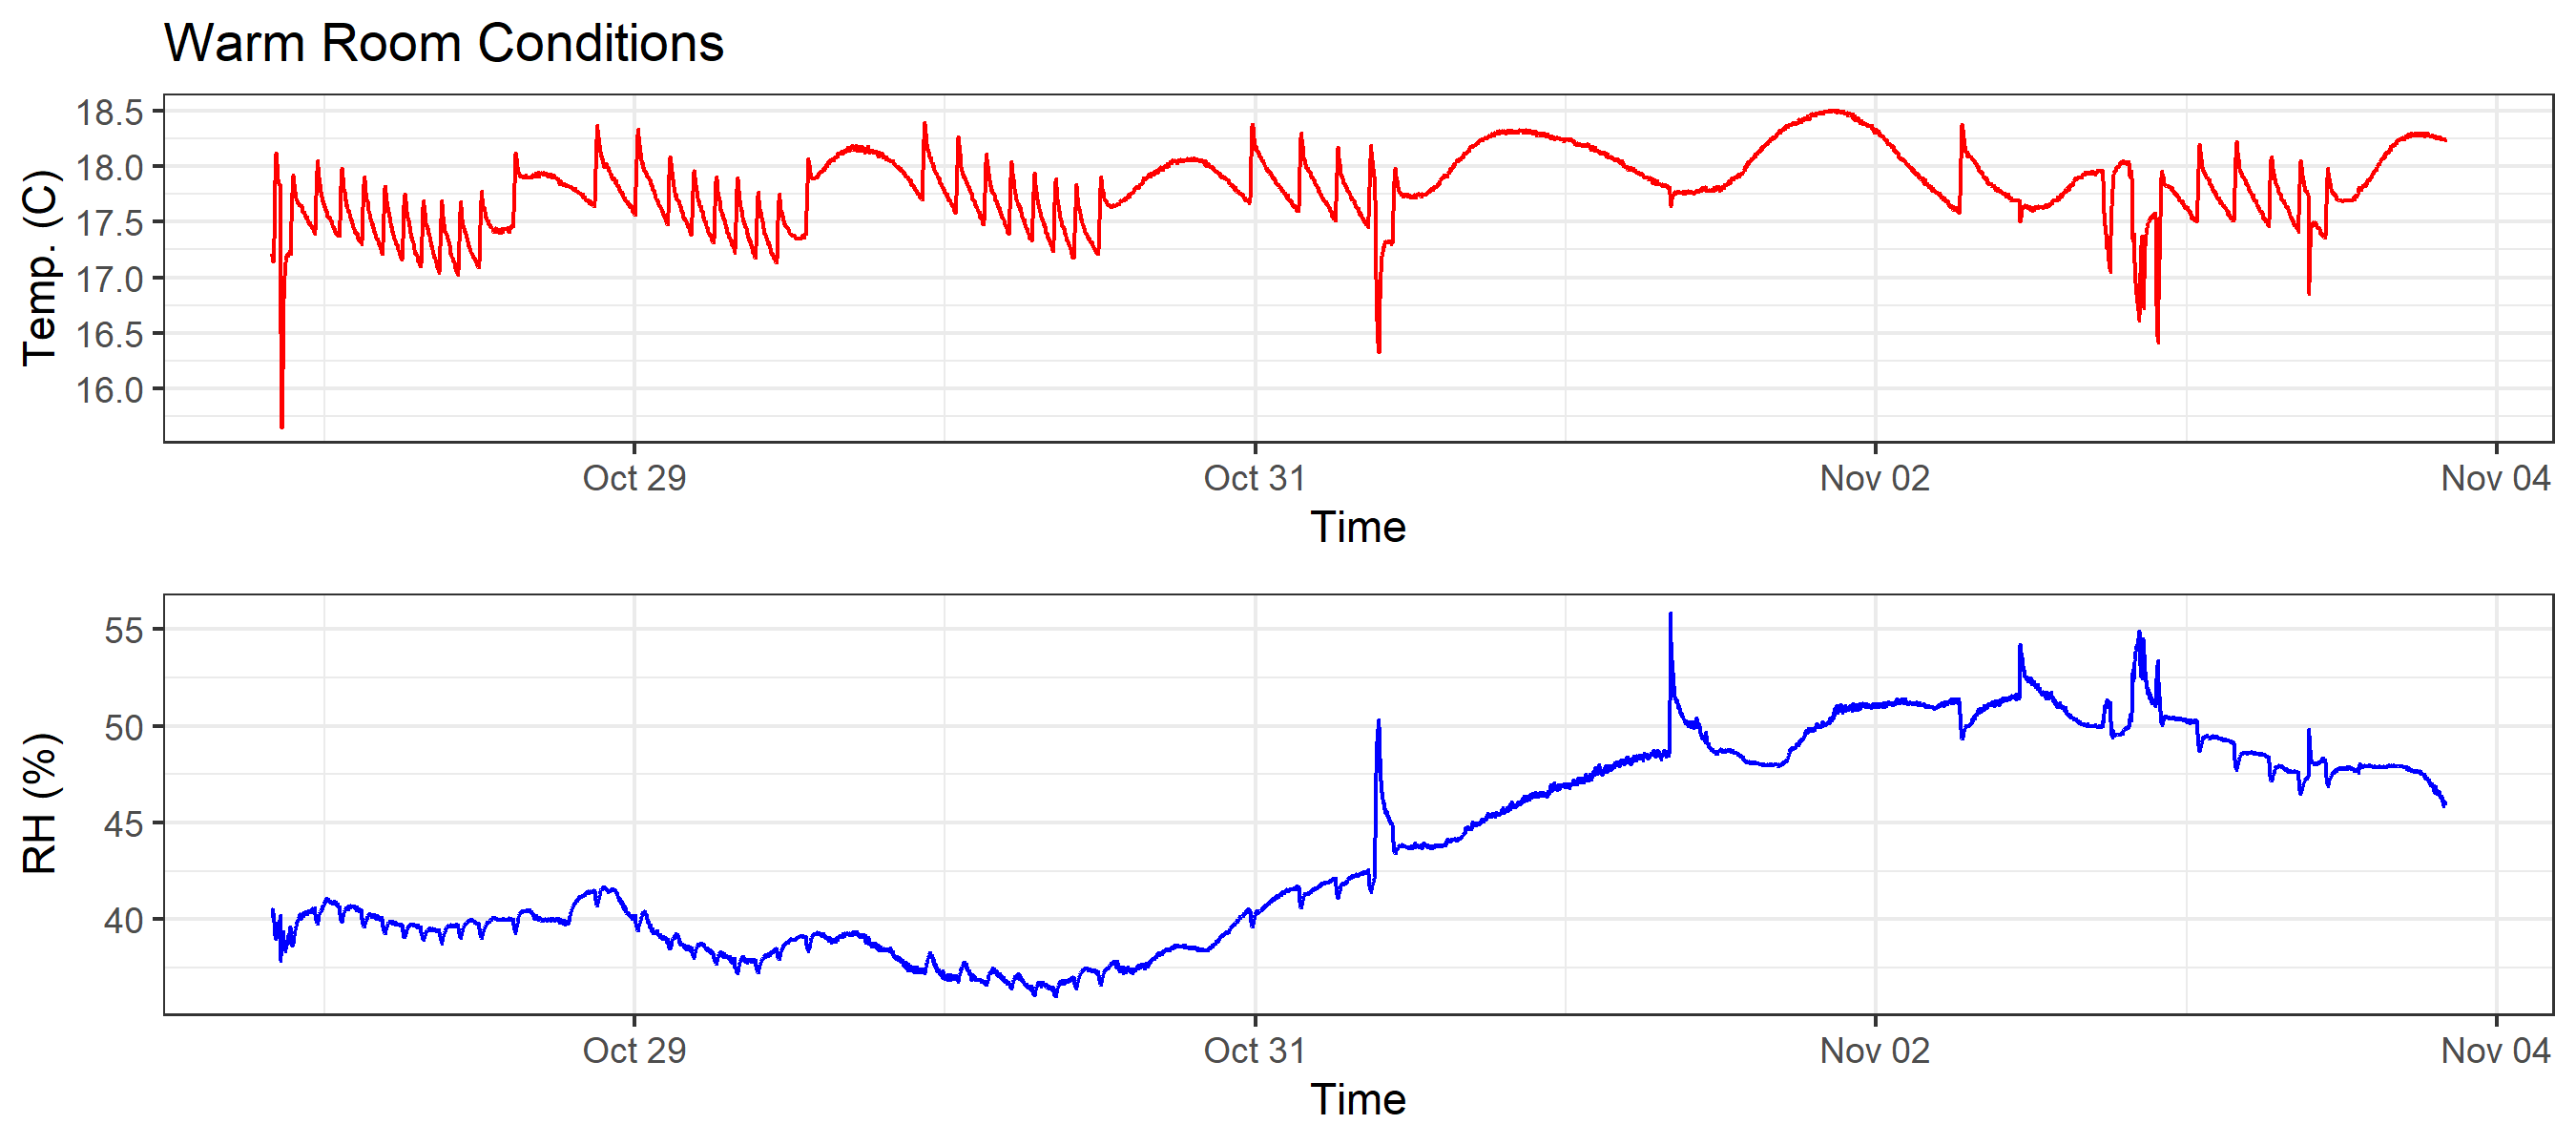 Warm Room Conditions
Temp. (C)
18.5
18.0
17.5
17.0
16.5
16.0
Oct 29 Oct 31 Nov 02 Nov 04
Time
RH (%)
55
50
45
40
Oct 29 Oct 31 Nov 02 Nov 04
Time